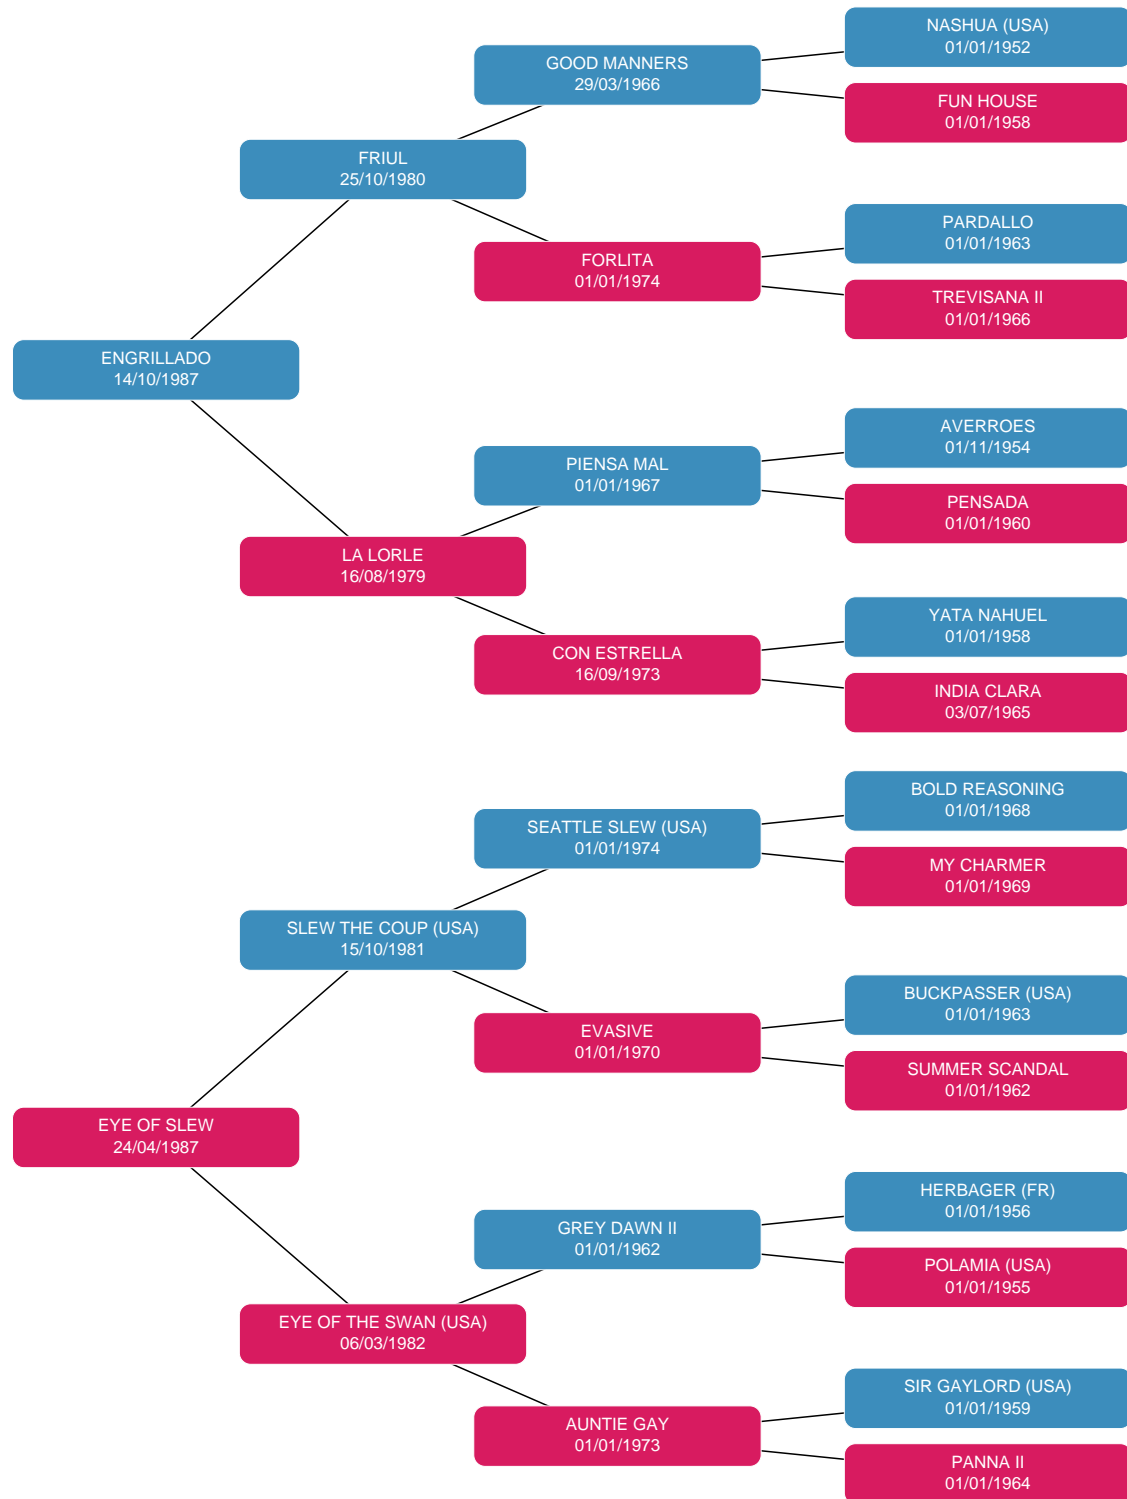 NASHUA (USA)
01/01/1952
GOOD MANNERS
29/03/1966
FUN HOUSE
01/01/1958
FRIUL
25/10/1980
PARDALLO
01/01/1963
FORLITA
01/01/1974
TREVISANA II
01/01/1966
ENGRILLADO
14/10/1987
AVERROES
01/11/1954
PIENSA MAL
01/01/1967
PENSADA
01/01/1960
LA LORLE
16/08/1979
YATA NAHUEL
01/01/1958
CON ESTRELLA
16/09/1973
INDIA CLARA
03/07/1965
BOLD REASONING
01/01/1968
SEATTLE SLEW (USA)
01/01/1974
MY CHARMER
01/01/1969
SLEW THE COUP (USA)
15/10/1981
BUCKPASSER (USA)
01/01/1963
EVASIVE
01/01/1970
SUMMER SCANDAL
01/01/1962
EYE OF SLEW
24/04/1987
HERBAGER (FR)
01/01/1956
GREY DAWN II
01/01/1962
POLAMIA (USA)
01/01/1955
EYE OF THE SWAN (USA)
06/03/1982
SIR GAYLORD (USA)
01/01/1959
AUNTIE GAY
01/01/1973
PANNA II
01/01/1964